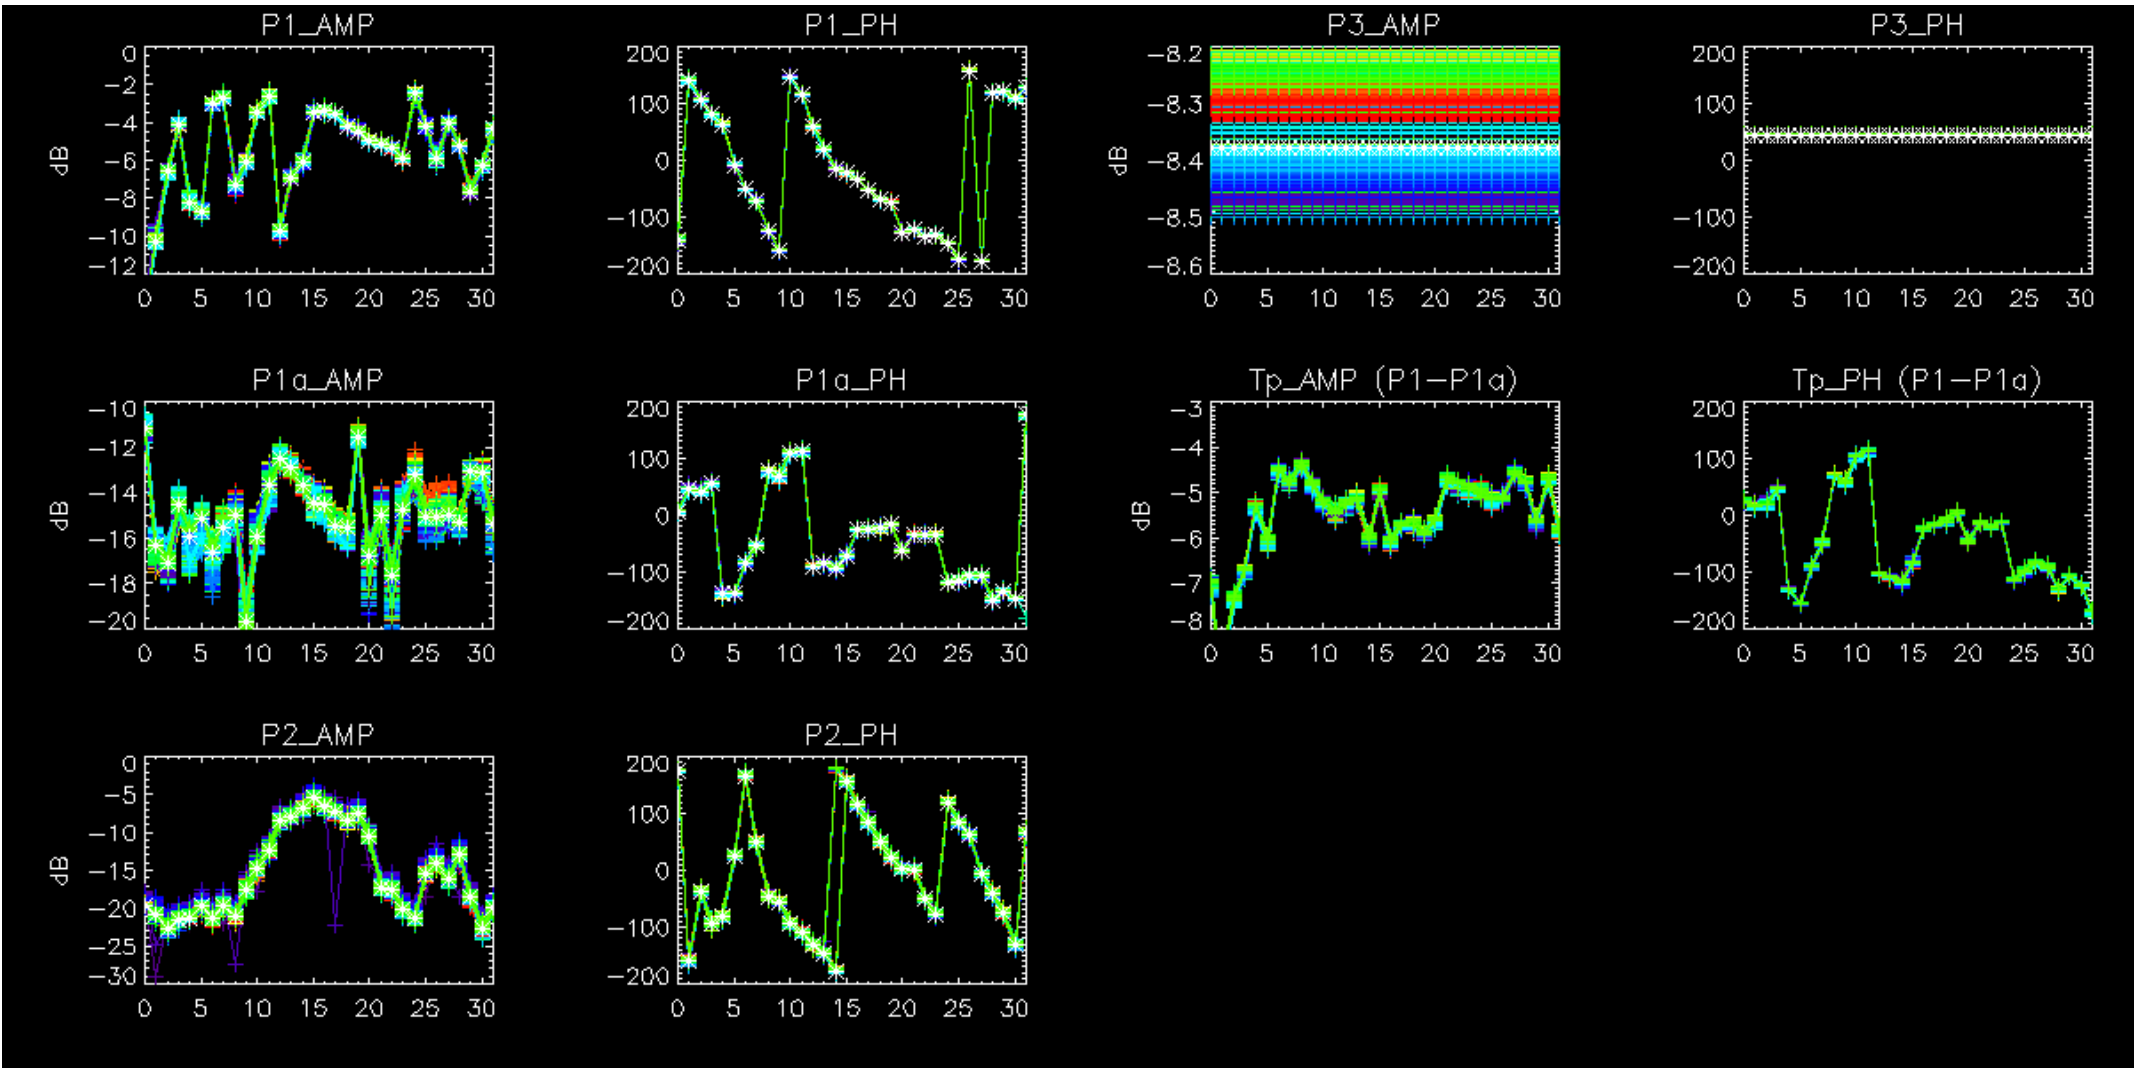 P1_AMP
P1_PH
P3_AMP
P3_PH
0
−2
−4
−6
−8
−10
−12
dB
0 5 10 15 20 25 30
200
100
0
−100
−200
0 5 10 15 20 25 30
−8.2
−8.3
−8.4
−8.5
−8.6
dB
0 5 10 15 20 25 30
200
100
0
−100
−200
0 5 10 15 20 25 30
P1a_AMP
P1a_PH
Tp_AMP (P1−P1a)
Tp_PH (P1−P1a)
−10
−12
−14
−16
−18
−20
dB
0 5 10 15 20 25 30
200
100
0
−100
−200
0 5 10 15 20 25 30
−3
−4
−5
−6
−7
−8
dB
0 5 10 15 20 25 30
200
100
0
−100
−200
0 5 10 15 20 25 30
P2_AMP
P2_PH
0
−5
−10
−15
−20
−25
−30
dB
0 5 10 15 20 25 30
200
100
0
−100
−200
0 5 10 15 20 25 30